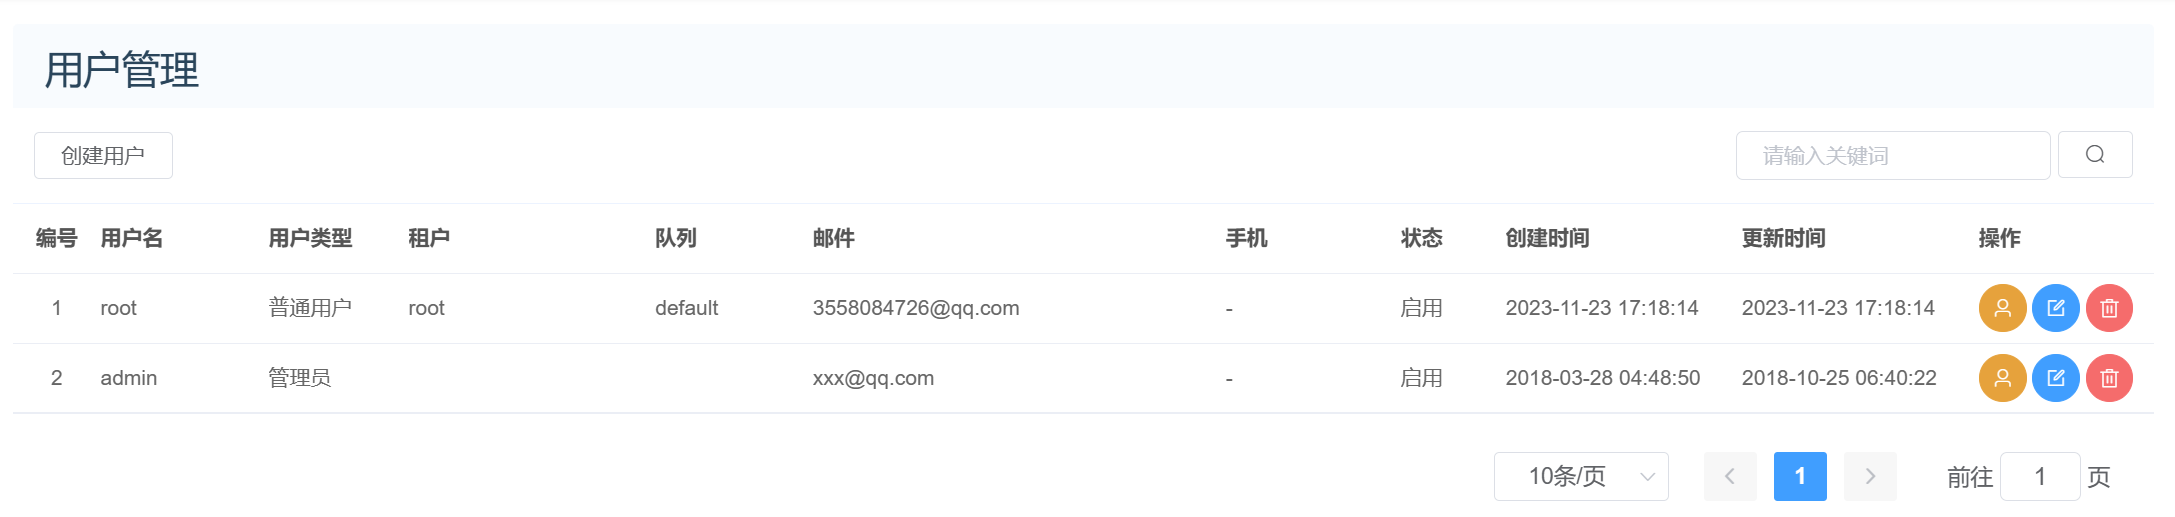 用户管理
创建用户 请输入关键词
编号 用户名 用户类型 租户 队列 邮件 手机 状态 创建时间 更新时间 操作
1 root 普通用户 root default 3558084726@qq.com - 启用 2023-11-23 17:18:14 2023-11-23 17:18:14
2 admin 管理员 xxx@qq.com - 启用 2018-03-28 04:48:50 2018-10-25 06:40:22
10条/页 1 前往 1 页